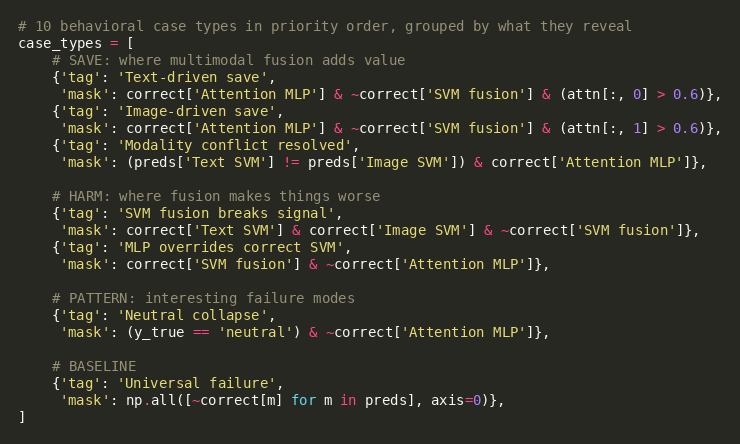 # 10 behavioral case types in priority order, grouped by what they reveal
case_types = [
    # SAVE: where multimodal fusion adds value
    {'tag': 'Text-driven save',
     'mask': correct['Attention MLP'] & ~correct['SVM fusion'] & (attn[:, 0] > 0.6)},
    {'tag': 'Image-driven save',
     'mask': correct['Attention MLP'] & ~correct['SVM fusion'] & (attn[:, 1] > 0.6)},
    {'tag': 'Modality conflict resolved',
     'mask': (preds['Text SVM'] != preds['Image SVM']) & correct['Attention MLP']},

    # HARM: where fusion makes things worse
    {'tag': 'SVM fusion breaks signal',
     'mask': correct['Text SVM'] & correct['Image SVM'] & ~correct['SVM fusion']},
    {'tag': 'MLP overrides correct SVM',
     'mask': correct['SVM fusion'] & ~correct['Attention MLP']},

    # PATTERN: interesting failure modes
    {'tag': 'Neutral collapse',
     'mask': (y_true == 'neutral') & ~correct['Attention MLP']},

    # BASELINE
    {'tag': 'Universal failure',
     'mask': np.all([~correct[m] for m in preds], axis=0)},
]